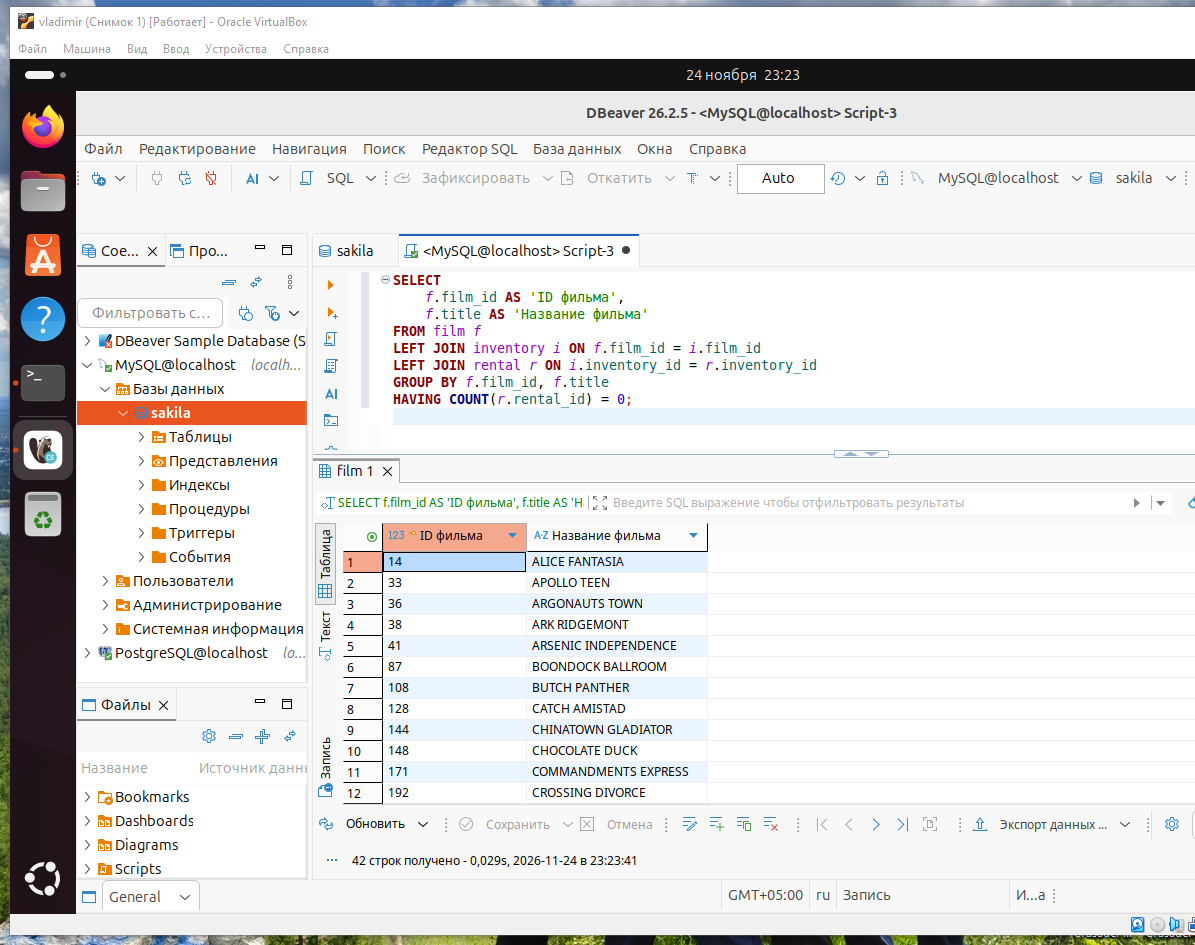 vladimir (Снимок 1) [Работает] - Oracle VirtualBox
Файл Машина Вид Ввод Устройства Справка
24 ноября 23:23
DBeaver 26.2.5 - <MySQL@localhost> Script-3
Файл Редактирование Навигация Поиск Редактор SQL База данных Окна Справка
AI SQL Зафиксировать Откатить T Auto MySQL@localhost sakila
Сое... Про...
sakila <MySQL@localhost> Script-3
Фильтровать с...
DBeaver Sample Database (S
MySQL@localhost localh...
Базы данных
sakila
Таблицы
Представления
Индексы
Процедуры
Триггеры
События
Пользователи
Администрирование
Системная информация
PostgreSQL@localhost lo...
Файлы
Название Источник данн
Bookmarks
Dashboards
Diagrams
Scripts
General
AI
SELECT
f.film_id AS 'ID фильма',
f.title AS 'Название фильма'
FROM film f
LEFT JOIN inventory i ON f.film_id = i.film_id
LEFT JOIN rental r ON i.inventory_id = r.inventory_id
GROUP BY f.film_id, f.title
HAVING COUNT(r.rental_id) = 0;
film 1
SELECT f.film_id AS 'ID фильма', f.title AS 'Н Введите SQL выражение чтобы отфильтровать результаты
Таблица
Текст
Запись
123 ID фильма A-Z Название фильма
1 14 ALICE FANTASIA
2 33 APOLLO TEEN
3 36 ARGONAUTS TOWN
4 38 ARK RIDGEMONT
5 41 ARSENIC INDEPENDENCE
6 87 BOONDOCK BALLROOM
7 108 BUTCH PANTHER
8 128 CATCH AMISTAD
9 144 CHINATOWN GLADIATOR
10 148 CHOCOLATE DUCK
11 171 COMMANDMENTS EXPRESS
12 192 CROSSING DIVORCE
Обновить Сохранить Отмена Экспорт данных ...
42 строк получено - 0,029s, 2026-11-24 в 23:23:41
GMT+05:00 ru Запись И...а